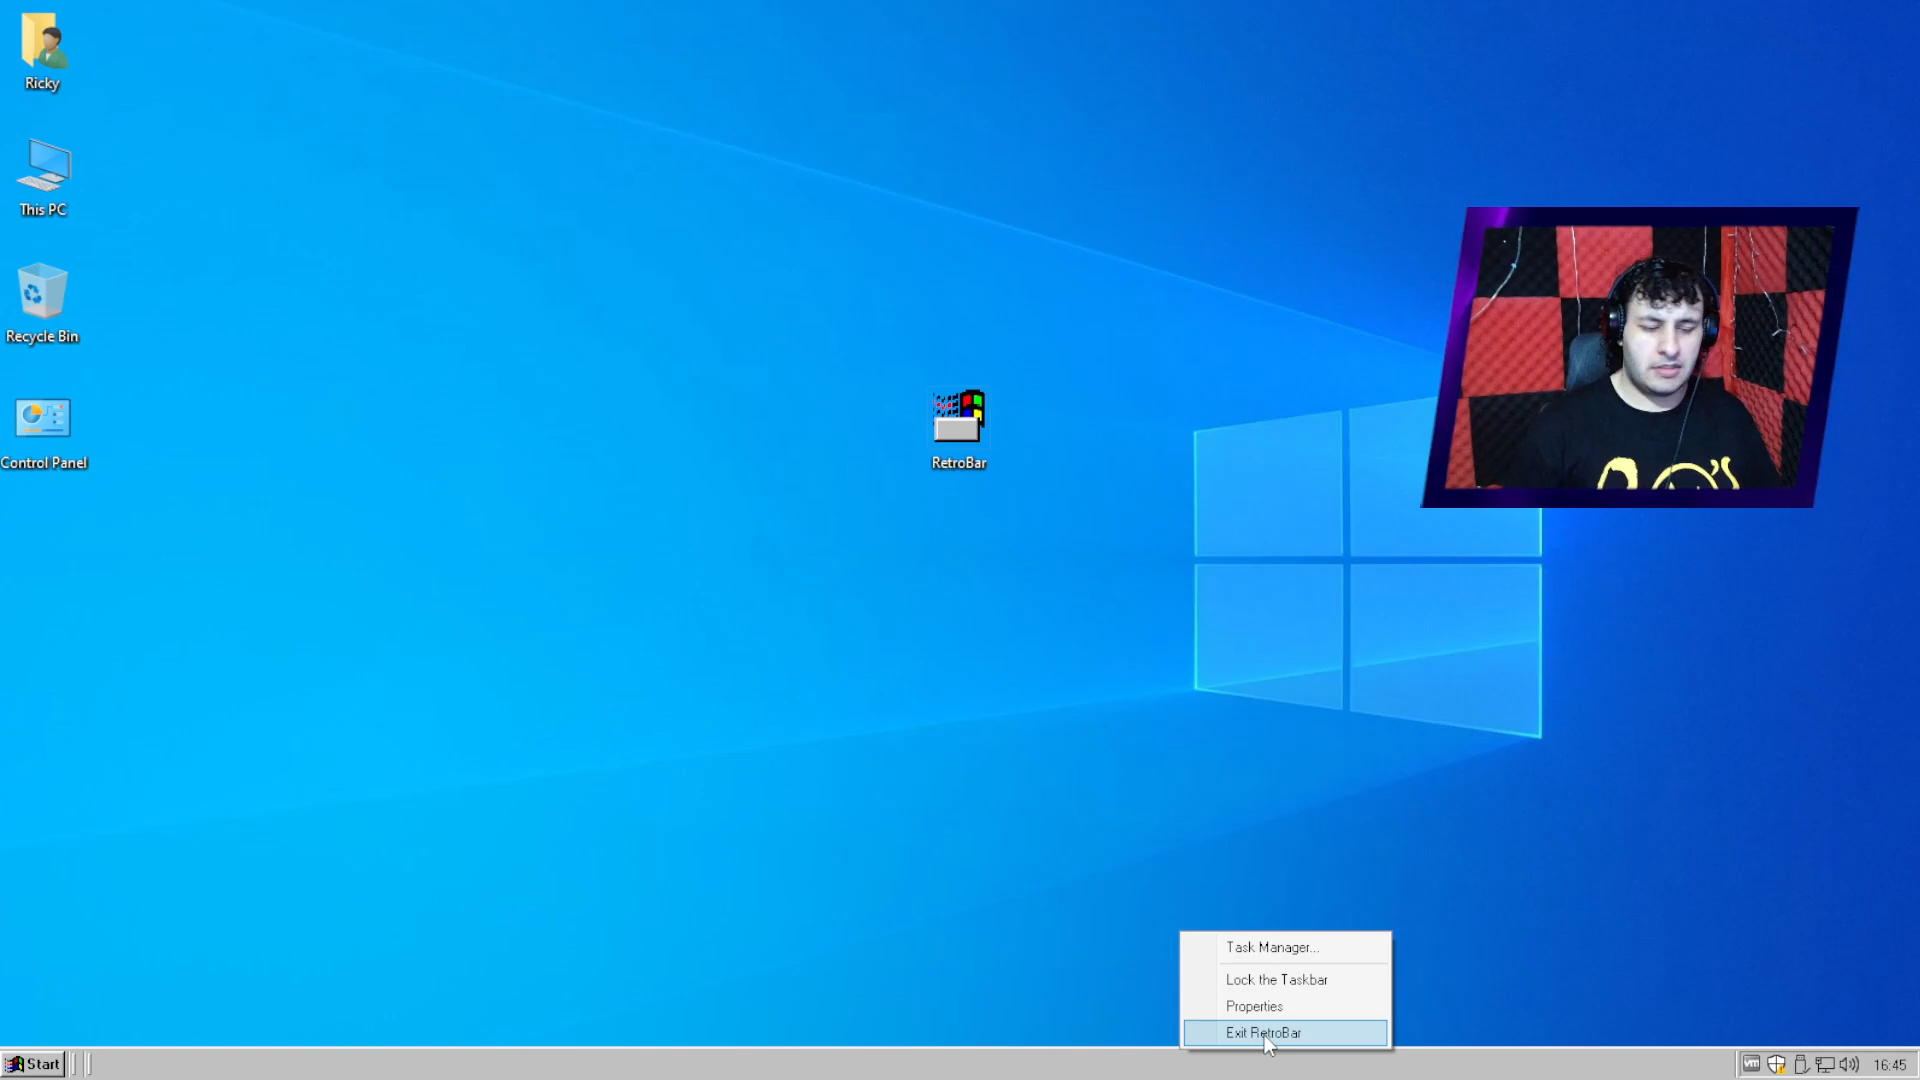 Ricky
This PC
Recycle Bin
Control Panel
RetroBar
Task Manager...
Lock the Taskbar
Properties
Exit RetroBar
Start
vm
16:45